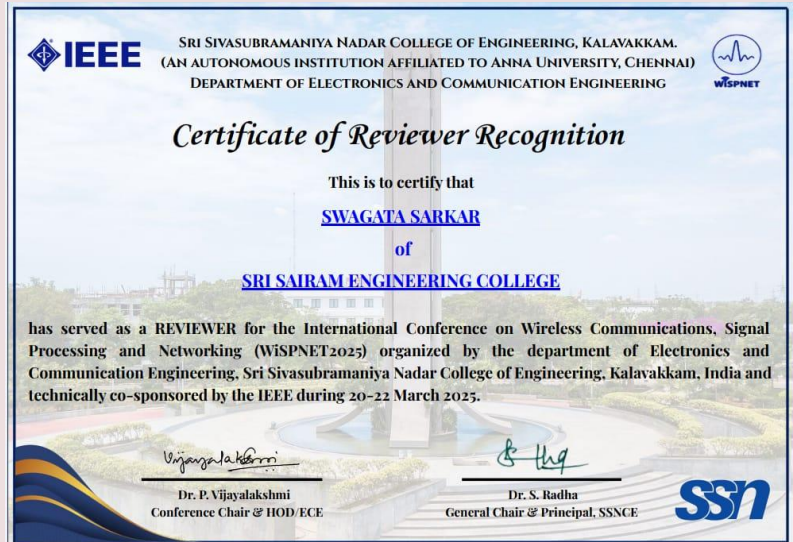 IEEE
SRI SIVASUBRAMANIYA NADAR COLLEGE OF ENGINEERING, KALAVAKKAM.
(AN AUTONOMOUS INSTITUTION AFFILIATED TO ANNA UNIVERSITY, CHENNAI)
DEPARTMENT OF ELECTRONICS AND COMMUNICATION ENGINEERING
WiSPNET
Certificate of Reviewer Recognition
This is to certify that
SWAGATA SARKAR
of
SRI SAIRAM ENGINEERING COLLEGE
has served as a REVIEWER for the International Conference on Wireless Communications, Signal
Processing and Networking (WiSPNET2025) organized by the department of Electronics and
Communication Engineering, Sri Sivasubramaniya Nadar College of Engineering, Kalavakkam, India and
technically co-sponsored by the IEEE during 20-22 March 2025.
Vijayalakshmi
Dr. P. Vijayalakshmi
Conference Chair & HOD/ECE
Dr. S. Radha
General Chair & Principal, SSNCE
ssn